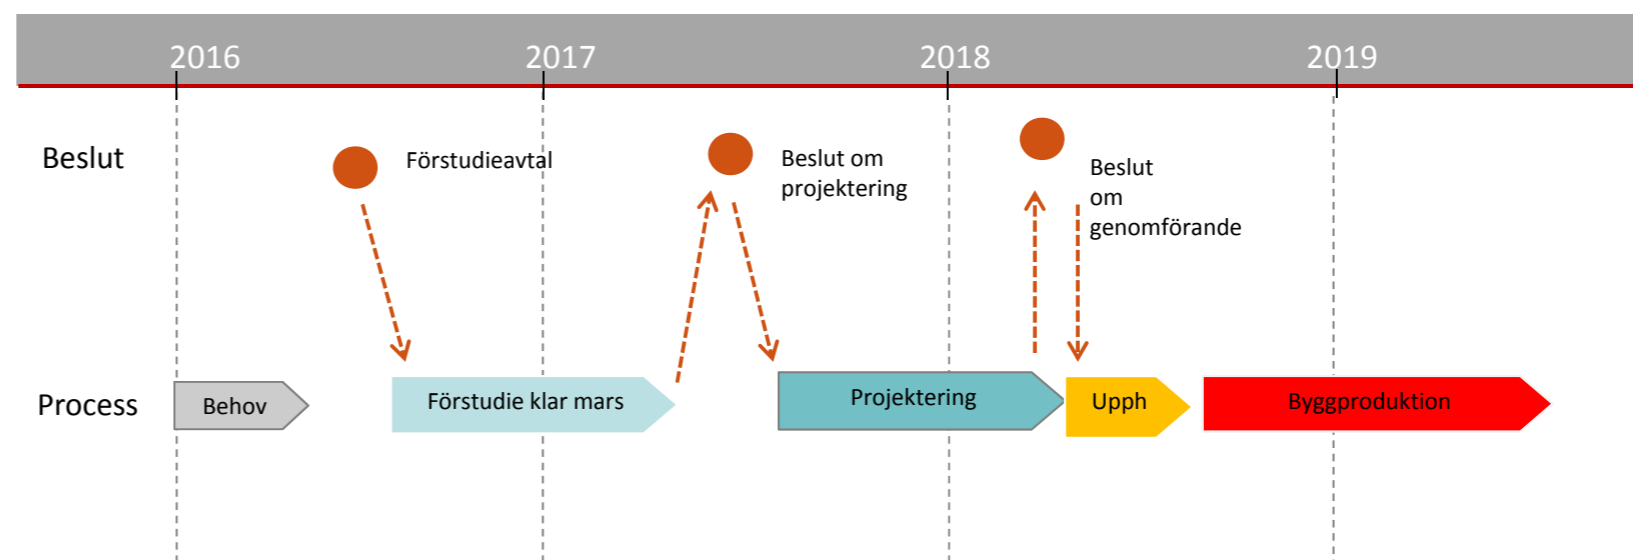 2016 2017 2018 2019
Beslut
Förstudieavtal
Beslut om
projektering
Beslut
om
genomförande
Process
Behov
Förstudie klar mars
Projektering
Upph
Byggproduktion